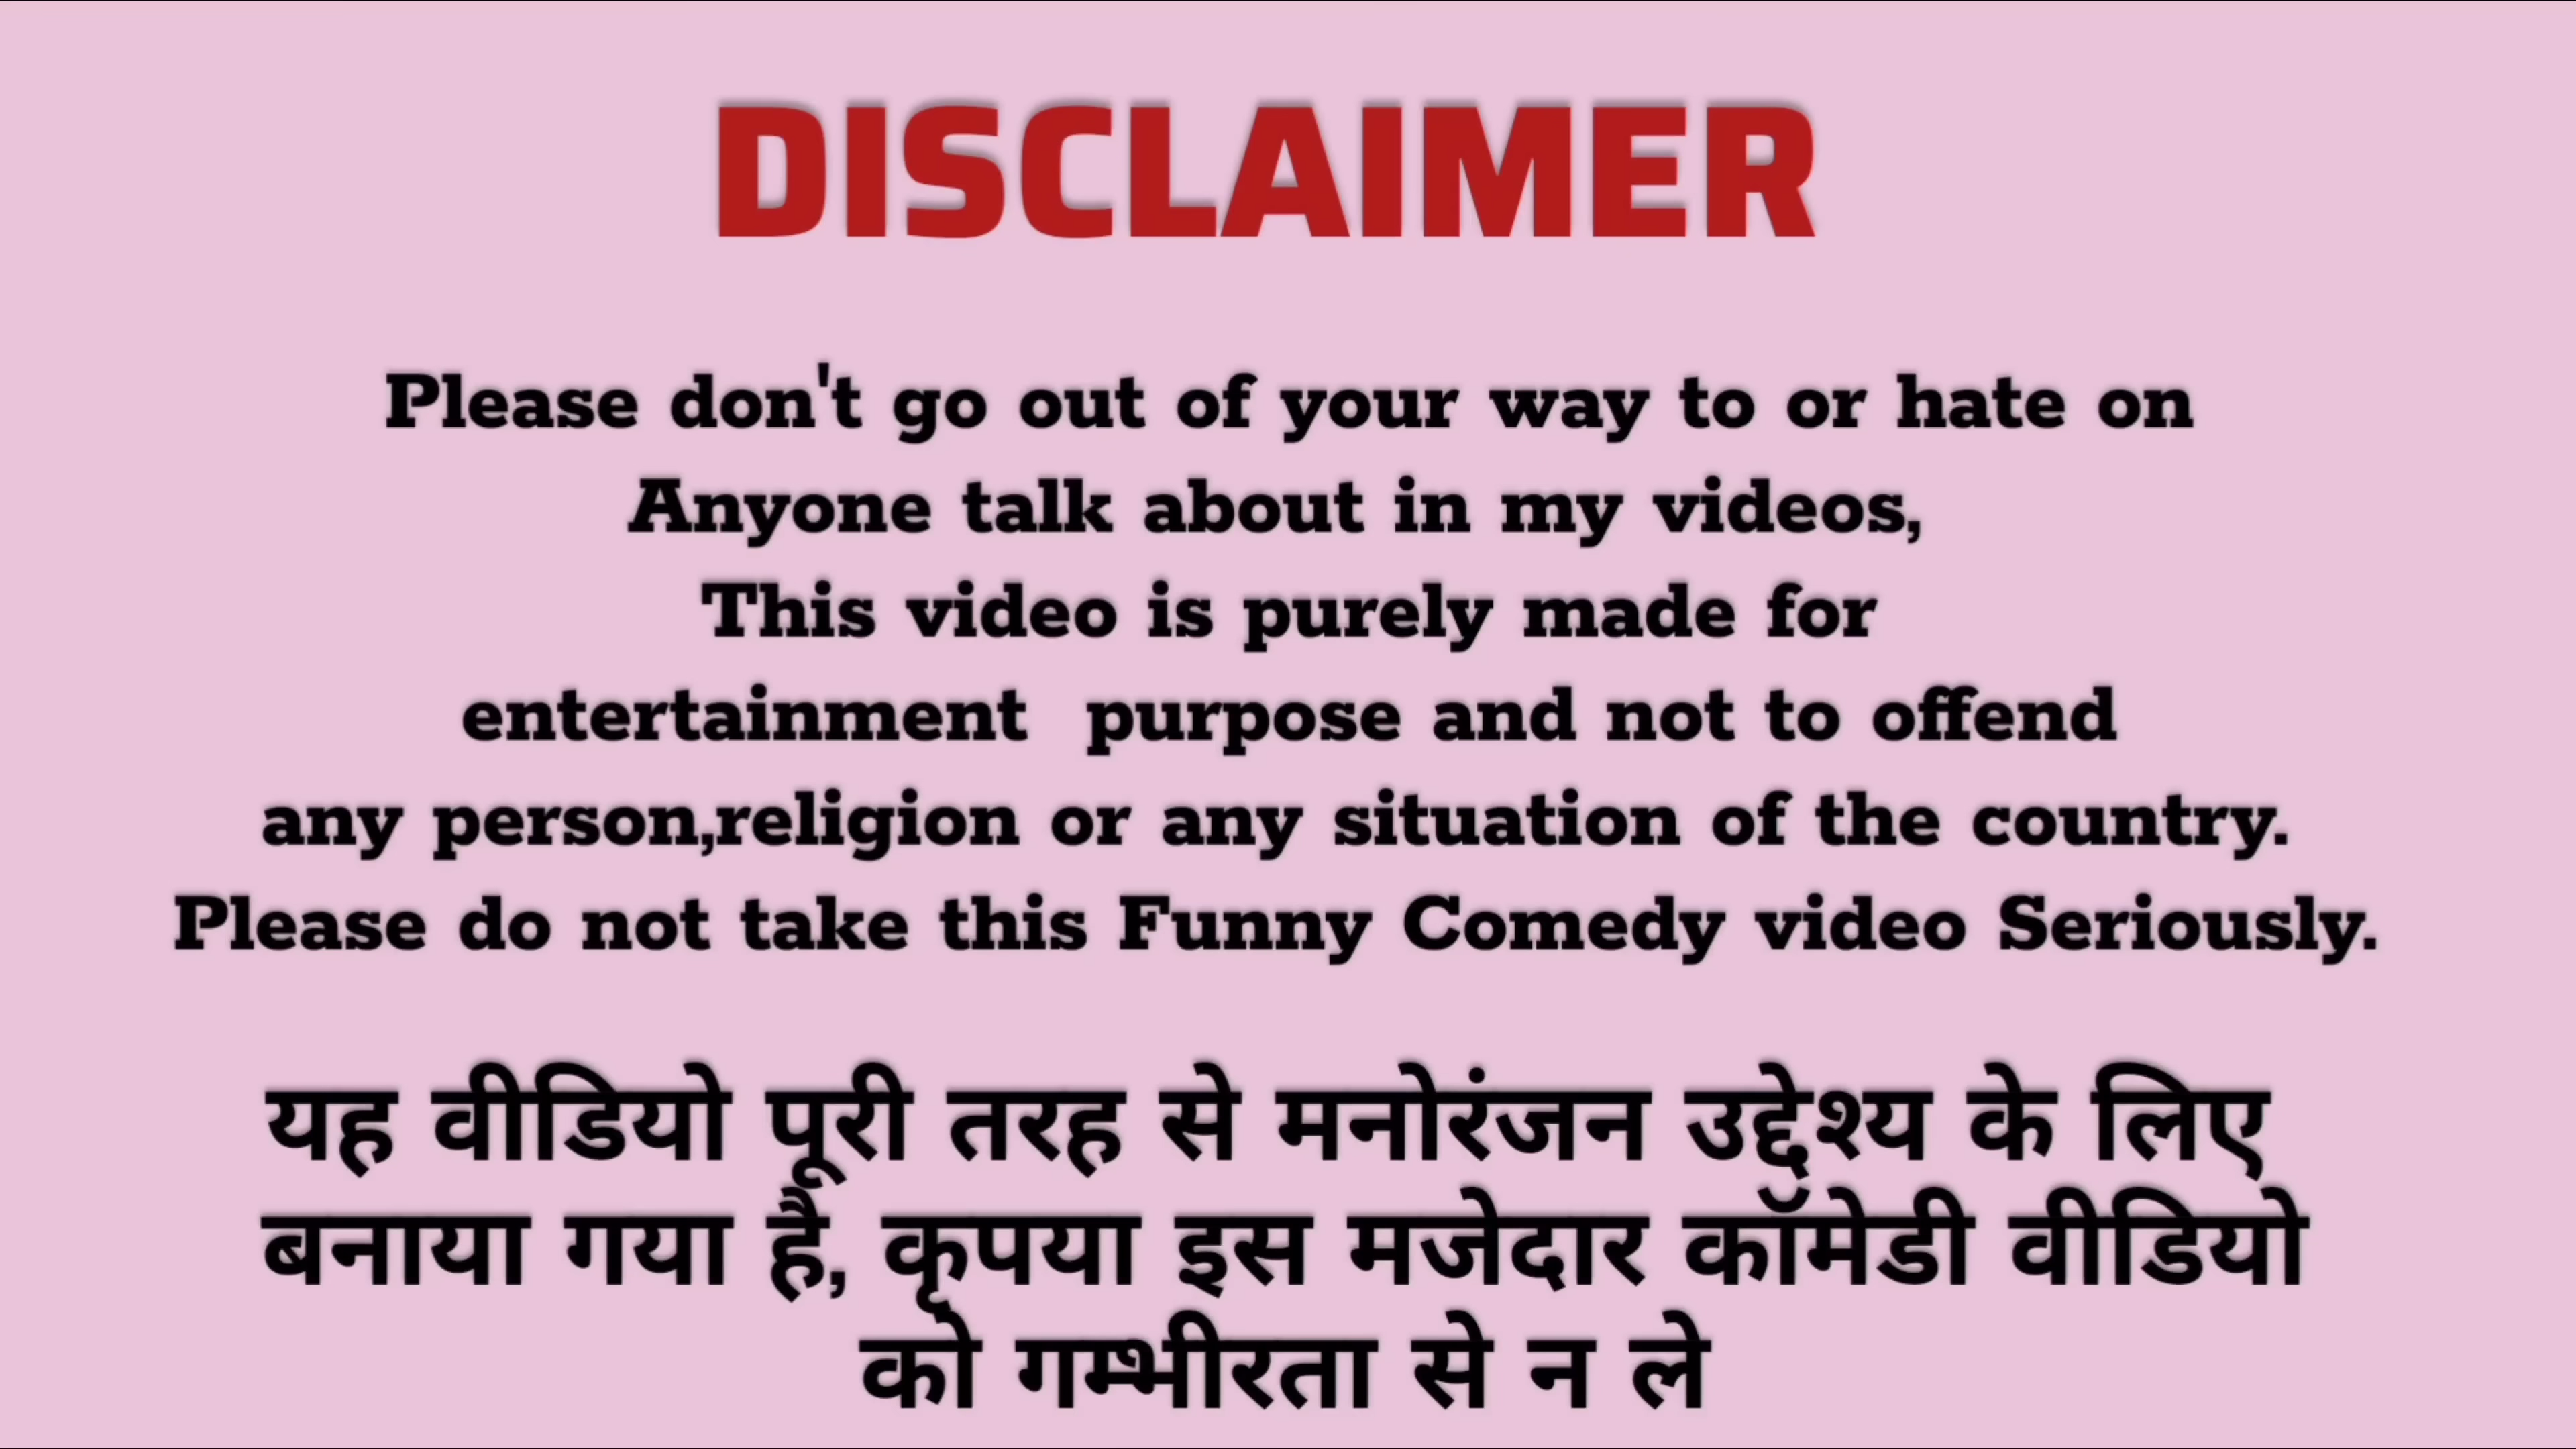 DISCLAIMER
Please don't go out of your way to or hate on
Anyone talk about in my videos,
This video is purely made for
entertainment purpose and not to offend
any person,religion or any situation of the country.
Please do not take this Funny Comedy video Seriously.
यह वीडियो पूरी तरह से मनोरंजन उद्देश्य के लिए
बनाया गया है, कृपया इस मजेदार कॉमेडी वीडियो
को गम्भीरता से न ले